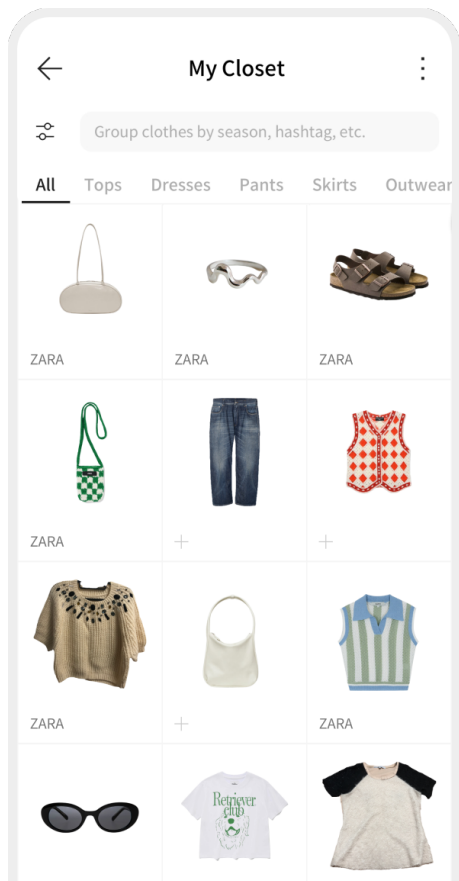 My Closet
Group clothes by season, hashtag, etc.
All Tops Dresses Pants Skirts Outwear
ZARA ZARA ZARA
ZARA
ZARA ZARA
Retriever
club